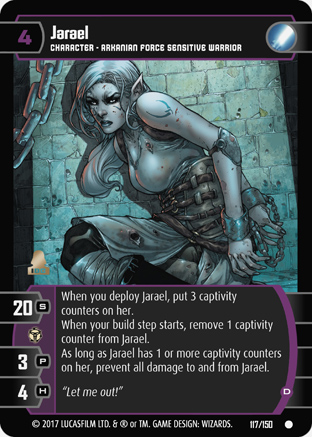 4
Jarael
CHARACTER - ARKANIAN FORCE SENSITIVE WARRIOR
20 S
When you deploy Jarael, put 3 captivity
counters on her.
When your build step starts, remove 1 captivity
counter from Jarael.
3 P
As long as Jarael has 1 or more captivity counters
on her, prevent all damage to and from Jarael.
4 H
“Let me out!”
D
© 2017 LUCASFILM LTD. & ® or TM. GAME DESIGN: WIZARDS.
117/150